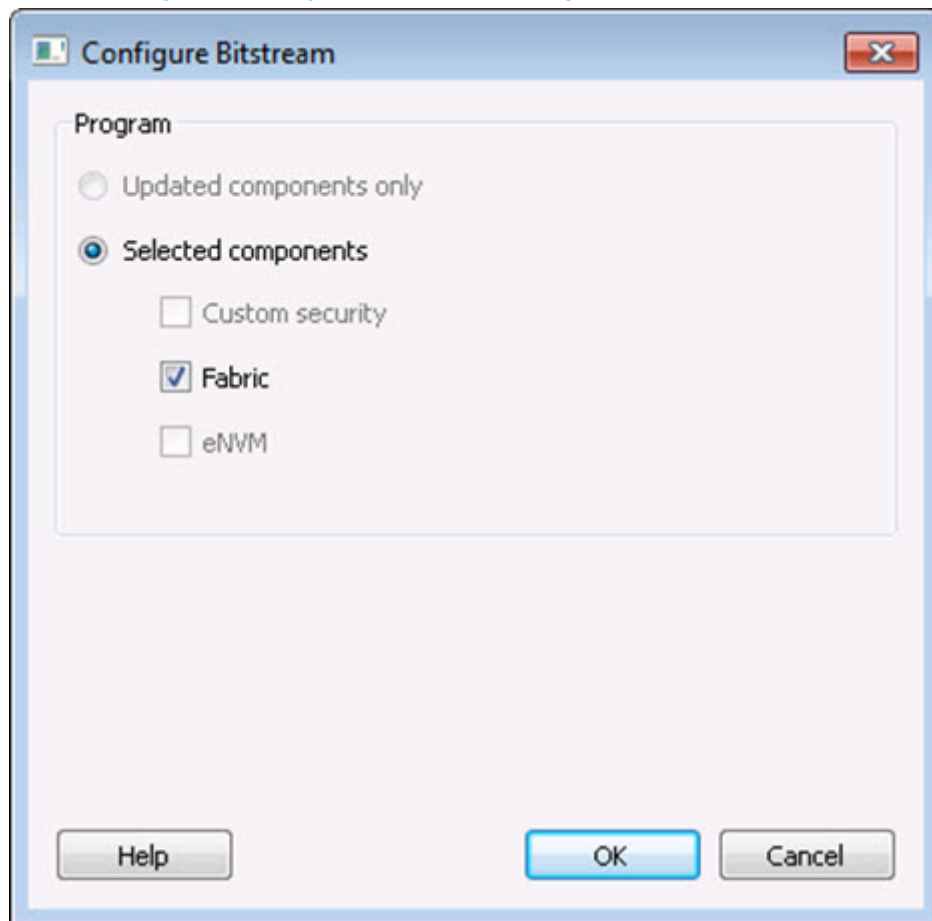 Configure Bitstream
Program
Updated components only
Selected components
Custom security
Fabric
eNVM
Help
OK
Cancel